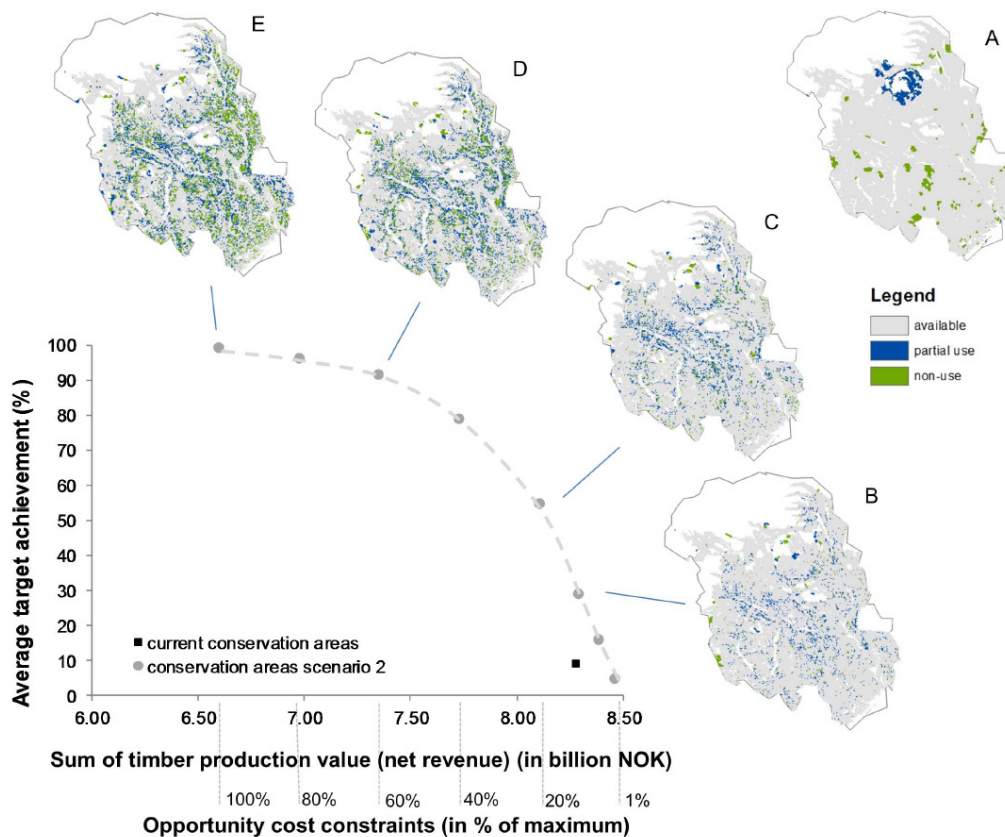 E
D
A
C
Legend
available
partial use
non-use
B
Average target achievement (%)
100
90
80
70
60
50
40
30
20
10
0
current conservation areas
conservation areas scenario 2
6.00 6.50 7.00 7.50 8.00 8.50
Sum of timber production value (net revenue) (in billion NOK)
100% 80% 60% 40% 20% 1%
Opportunity cost constraints (in % of maximum)